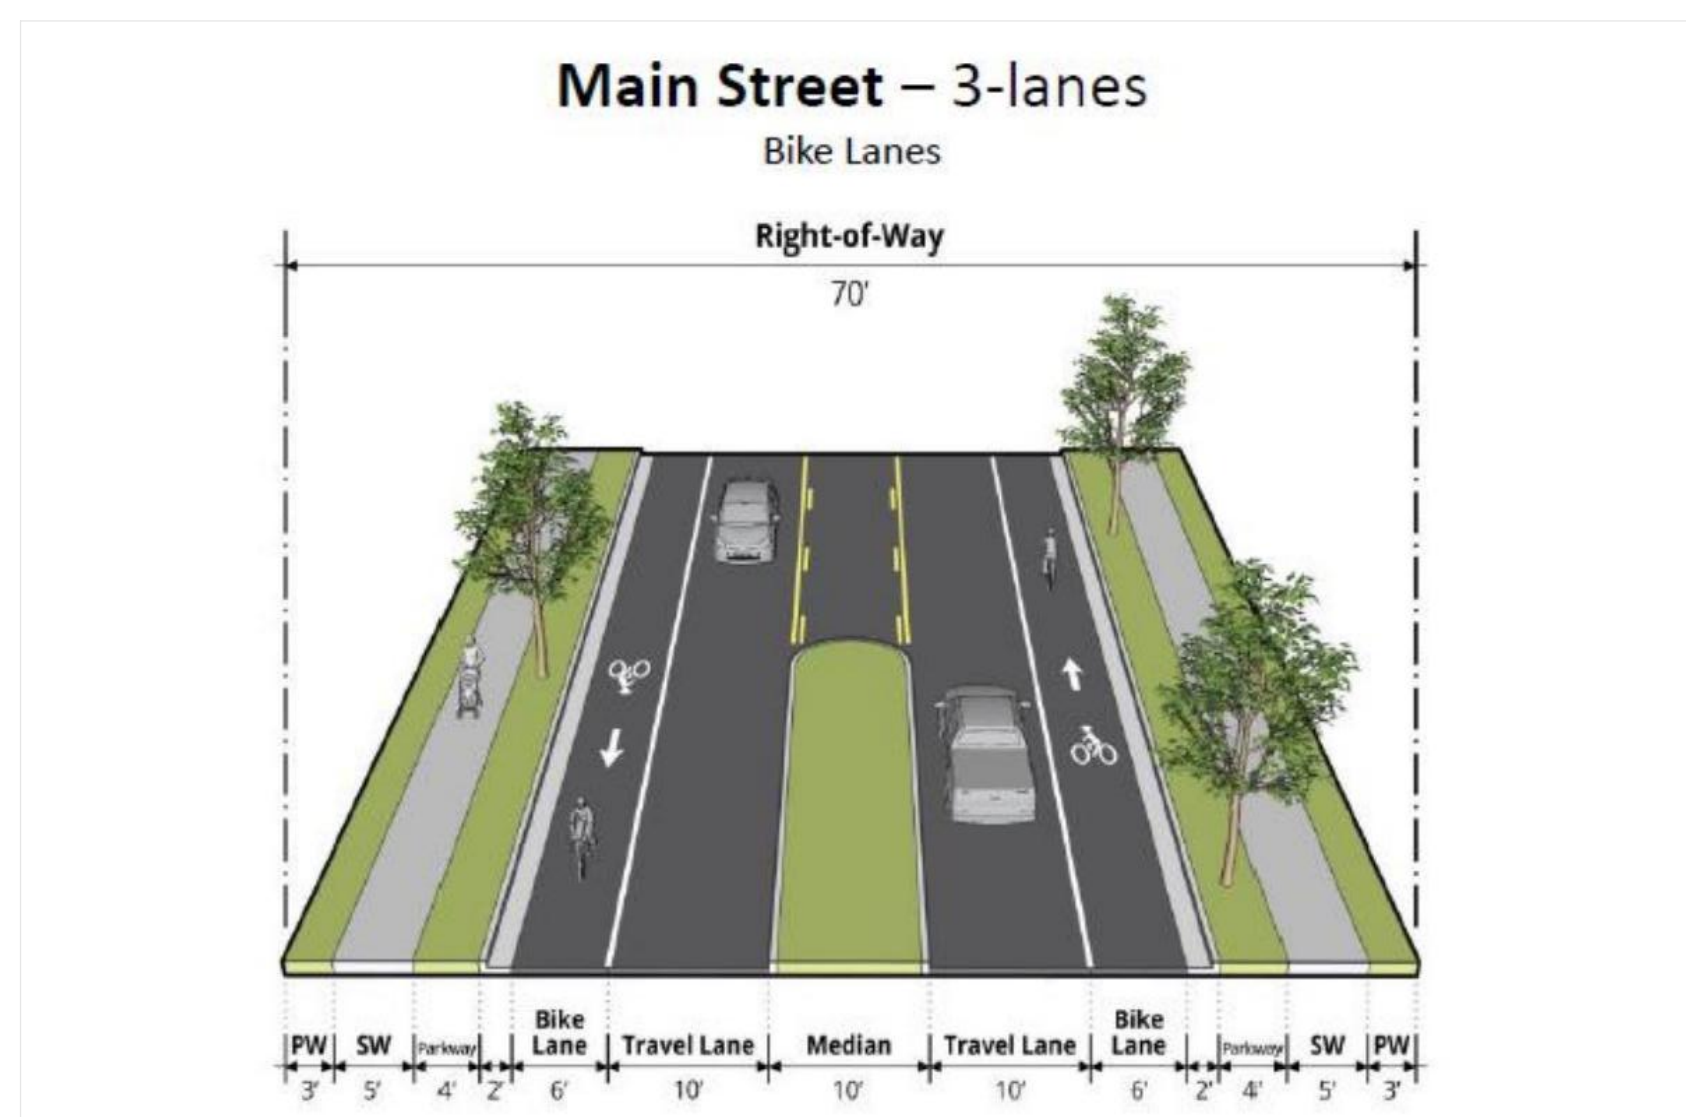 Main Street – 3-lanes
Bike Lanes
Right-of-Way
70'
PW SW Parkway Bike Lane Travel Lane Median Travel Lane Bike Lane Parkway SW PW
3' 5' 4' 2' 6' 10' 10' 10' 6' 2' 4' 5' 3'